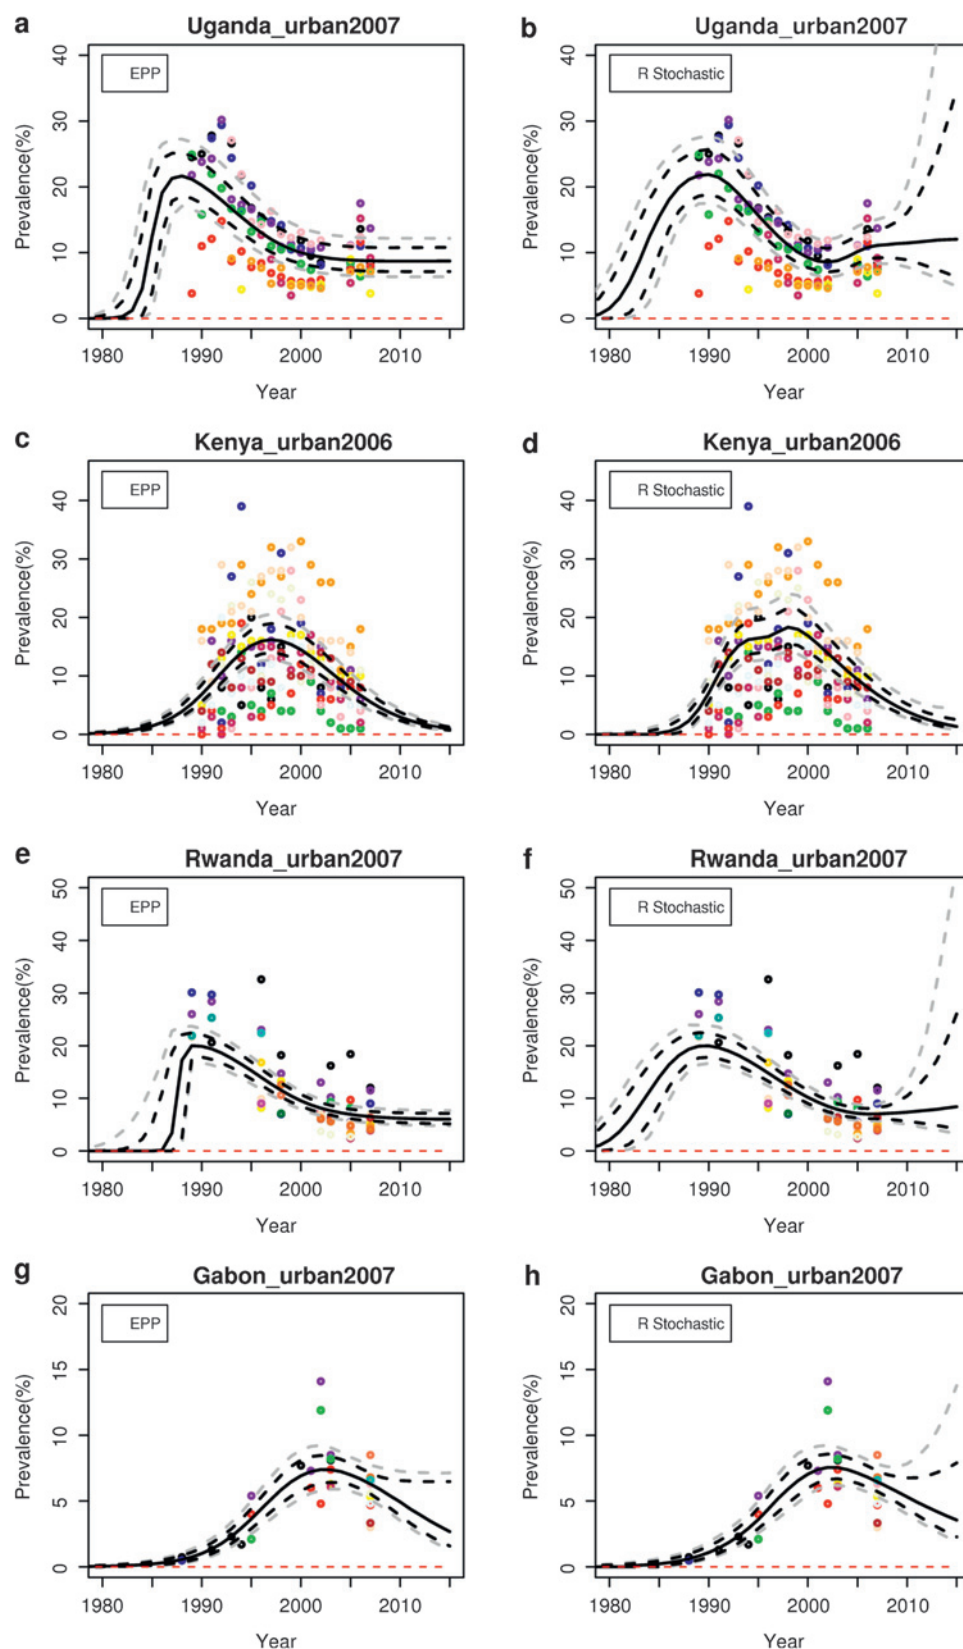 a Uganda_urban2007
EPP
Prevalence(%)
0 10 20 30 40
1980 1990 2000 2010
Year
b Uganda_urban2007
R Stochastic
Prevalence(%)
0 10 20 30 40
1980 1990 2000 2010
Year
c Kenya_urban2006
EPP
Prevalence(%)
0 10 20 30 40
1980 1990 2000 2010
Year
d Kenya_urban2006
R Stochastic
Prevalence(%)
0 10 20 30 40
1980 1990 2000 2010
Year
e Rwanda_urban2007
EPP
Prevalence(%)
0 10 20 30 40 50
1980 1990 2000 2010
Year
f Rwanda_urban2007
R Stochastic
Prevalence(%)
0 10 20 30 40 50
1980 1990 2000 2010
Year
g Gabon_urban2007
EPP
Prevalence(%)
0 5 10 15 20
1980 1990 2000 2010
Year
h Gabon_urban2007
R Stochastic
Prevalence(%)
0 5 10 15 20
1980 1990 2000 2010
Year